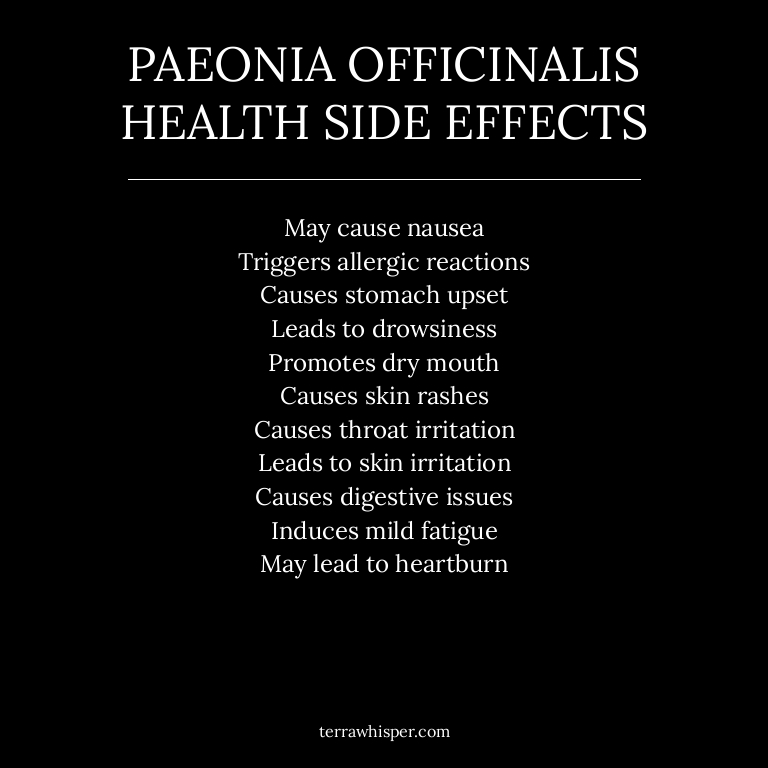 PAEONIA OFFICINALIS
HEALTH SIDE EFFECTS
May cause nausea
Triggers allergic reactions
Causes stomach upset
Leads to drowsiness
Promotes dry mouth
Causes skin rashes
Causes throat irritation
Leads to skin irritation
Causes digestive issues
Induces mild fatigue
May lead to heartburn
terrawhisper.com